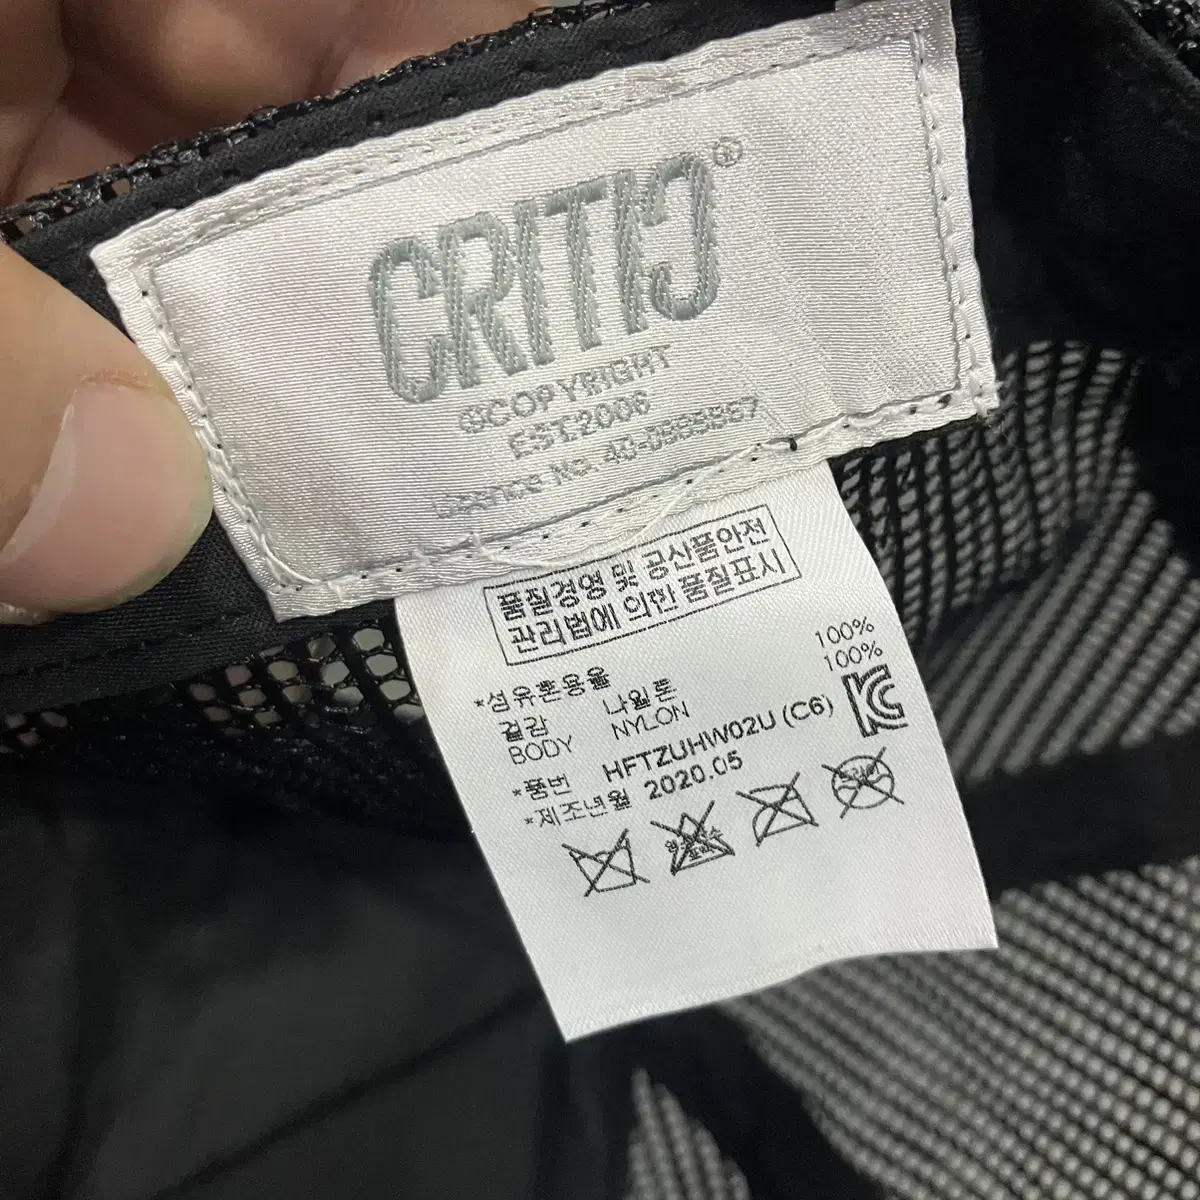 CRITIC®
©COPYRIGHT
EST.2006
Licence No. 40-0999967
품질경영 및 공산품안전
관리법에 의한 품질표시
*섬유혼용율
겉감 나일론 100%
BODY NYLON 100%
*품번 HFTZUHW02U (C6)
*제조년월 2020.05